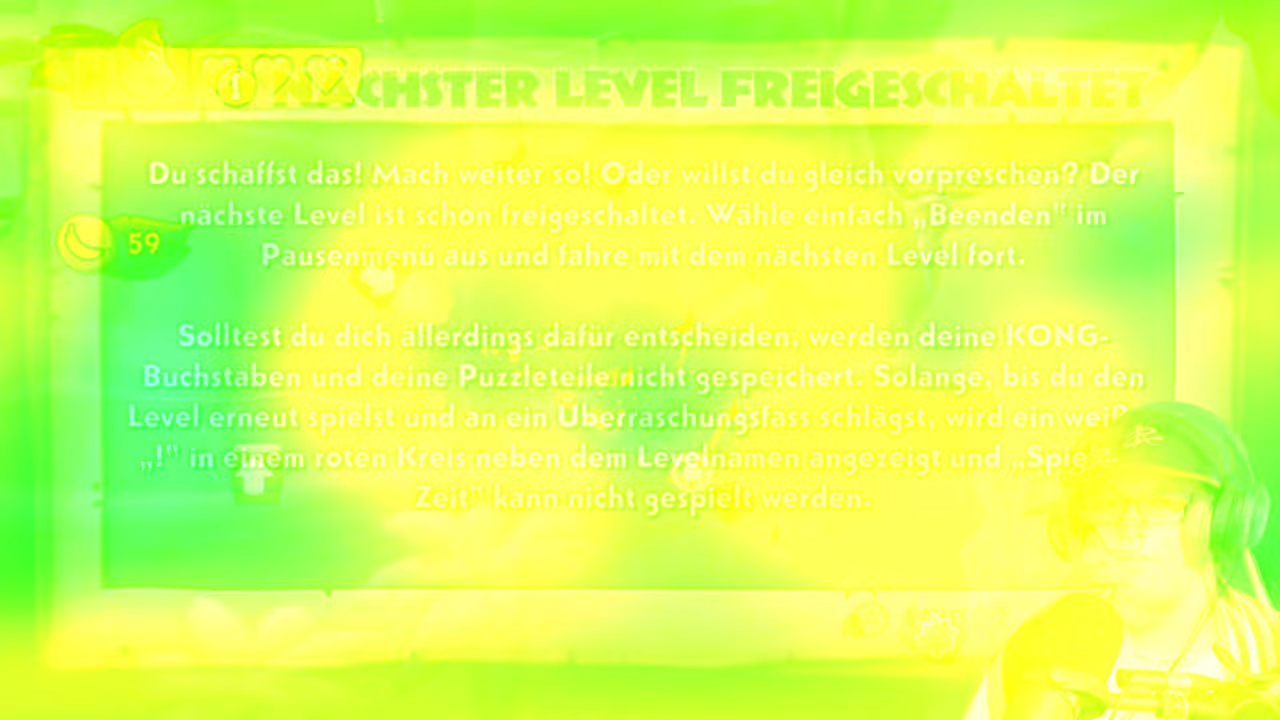 NÄCHSTER LEVEL FREIGESCHALTET
Du schaffst das! Mach weiter so! Oder willst du gleich vorpreschen? Der
nächste Level ist schon freigeschaltet. Wähle einfach „Beenden" im
59
Pausenmenü aus und fahre mit dem nächsten Level fort.
Solltest du dich allerdings dafür entscheiden, werden deine KONG-
Buchstaben und deine Puzzleteile nicht gespeichert. Solange, bis du den
Level erneut spielst und an ein Überraschungsfass schlägst, wird ein
„!" in einem roten Kreis neben dem Levelnamen angezeigt und
Zeit" kann nicht gespielt werden.